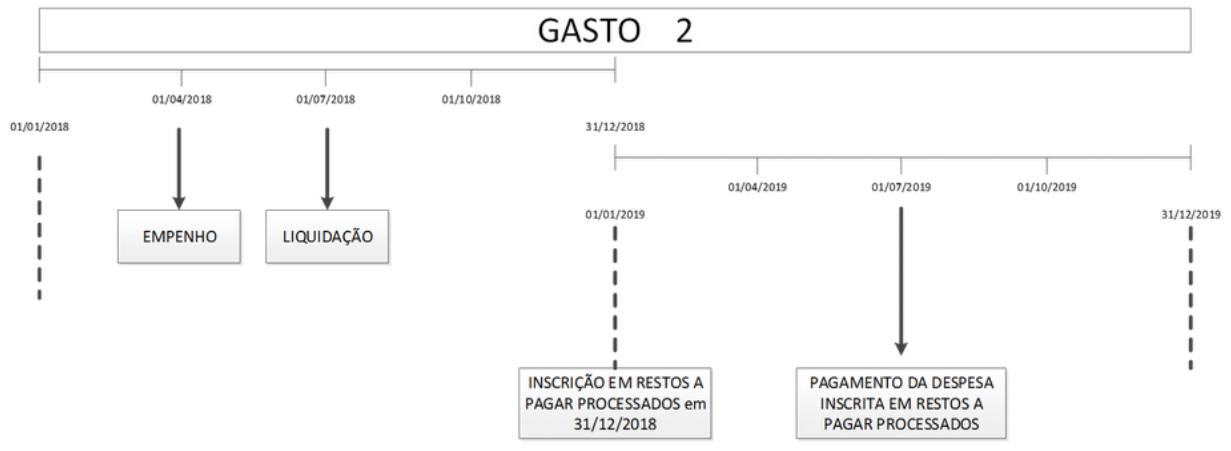 GASTO 2
01/04/2018 01/07/2018 01/10/2018
01/01/2018 31/12/2018
01/04/2019 01/07/2019 01/10/2019
01/01/2019 31/12/2019
EMPENHO LIQUIDAÇÃO
INSCRIÇÃO EM RESTOS A
PAGAR PROCESSADOS em
31/12/2018
PAGAMENTO DA DESPESA
INSCRITA EM RESTOS A
PAGAR PROCESSADOS